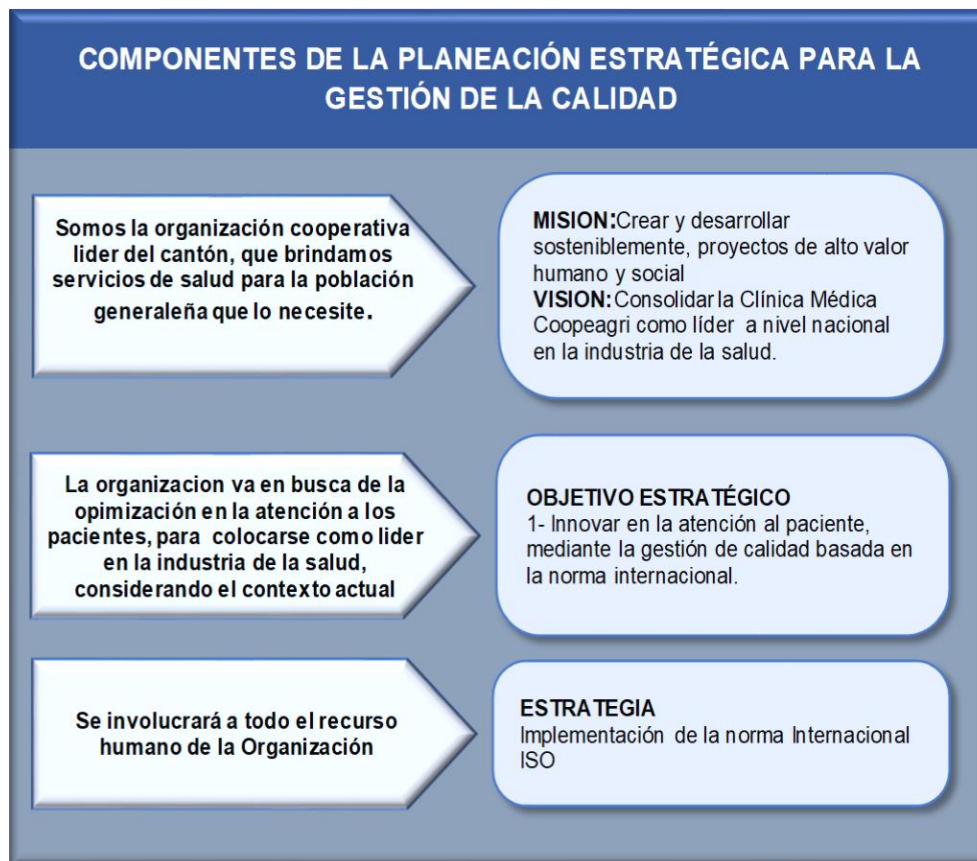 COMPONENTES DE LA PLANEACIÓN ESTRATÉGICA PARA LA
GESTIÓN DE LA CALIDAD
Somos la organización cooperativa
lider del cantón, que brindamos
servicios de salud para la población
generaleña que lo necesite.
MISION:Crear y desarrollar
sosteniblemente, proyectos de alto valor
humano y social
VISION: Consolidar la Clínica Médica
Coopeagri como líder a nivel nacional
en la industria de la salud.
La organizacion va en busca de la
opimización en la atención a los
pacientes, para colocarse como lider
en la industria de la salud,
considerando el contexto actual
OBJETIVO ESTRATÉGICO
1- Innovar en la atención al paciente,
mediante la gestión de calidad basada en
la norma internacional.
Se involucrará a todo el recurso
humano de la Organización
ESTRATEGIA
Implementación de la norma Internacional
ISO